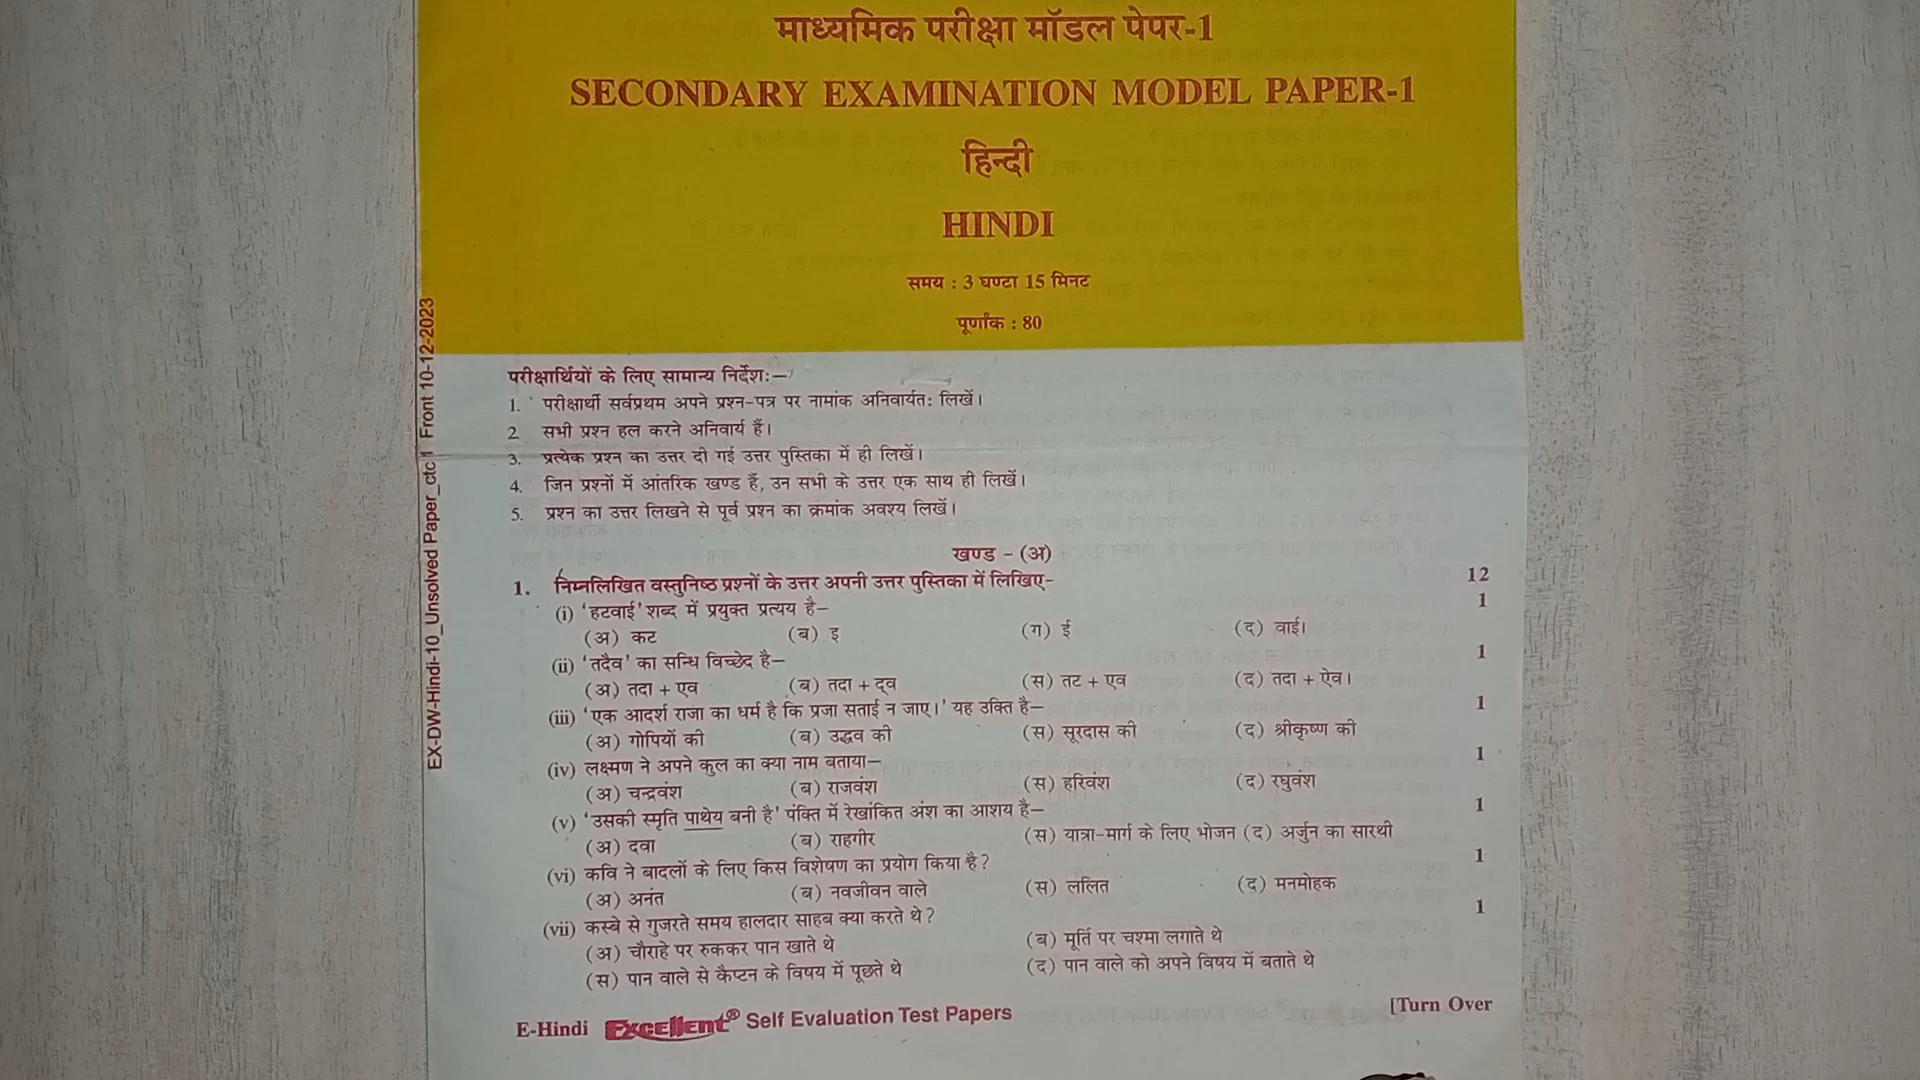 माध्यमिक परीक्षा मॉडल पेपर-1
SECONDARY EXAMINATION MODEL PAPER-1
हिन्दी
HINDI
समय : 3 घण्टा 15 मिनट
पूर्णांक : 80
EX-DW-Hindi-10_Unsolved Paper_ctc 1 Front 10-12-2023
परीक्षार्थियों के लिए सामान्य निर्देश:—
1. परीक्षार्थी सर्वप्रथम अपने प्रश्न-पत्र पर नामांक अनिवार्यत: लिखें।
2. सभी प्रश्न हल करने अनिवार्य हैं।
3. प्रत्येक प्रश्न का उत्तर दी गई उत्तर पुस्तिका में ही लिखें।
4. जिन प्रश्नों में आंतरिक खण्ड हैं, उन सभी के उत्तर एक साथ ही लिखें।
5. प्रश्न का उत्तर लिखने से पूर्व प्रश्न का क्रमांक अवश्य लिखें।
खण्ड - (अ)
1. निम्नलिखित वस्तुनिष्ठ प्रश्नों के उत्तर अपनी उत्तर पुस्तिका में लिखिए- 12
(i) 'हटवाई' शब्द में प्रयुक्त प्रत्यय है— 1
(अ) कट (ब) इ (ग) ई (द) वाई।
(ii) 'तदैव' का सन्धि विच्छेद है— 1
(अ) तदा + एव (ब) तदा + द्व (स) तट + एव (द) तदा + ऐव।
(iii) 'एक आदर्श राजा का धर्म है कि प्रजा सताई न जाए।' यह उक्ति है— 1
(अ) गोपियों की (ब) उद्धव की (स) सूरदास की (द) श्रीकृष्ण की
(iv) लक्ष्मण ने अपने कुल का क्या नाम बताया— 1
(अ) चन्द्रवंश (ब) राजवंश (स) हरिवंश (द) रघुवंश
(v) 'उसकी स्मृति पाथेय बनी है' पंक्ति में रेखांकित अंश का आशय है— 1
(अ) दवा (ब) राहगीर (स) यात्रा-मार्ग के लिए भोजन (द) अर्जुन का सारथी
(vi) कवि ने बादलों के लिए किस विशेषण का प्रयोग किया है? 1
(अ) अनंत (ब) नवजीवन वाले (स) ललित (द) मनमोहक
(vii) कस्बे से गुजरते समय हालदार साहब क्या करते थे? 1
(अ) चौराहे पर रुककर पान खाते थे (ब) मूर्ति पर चश्मा लगाते थे
(स) पान वाले से कैप्टन के विषय में पूछते थे (द) पान वाले को अपने विषय में बताते थे
E-Hindi Excellent® Self Evaluation Test Papers [Turn Over